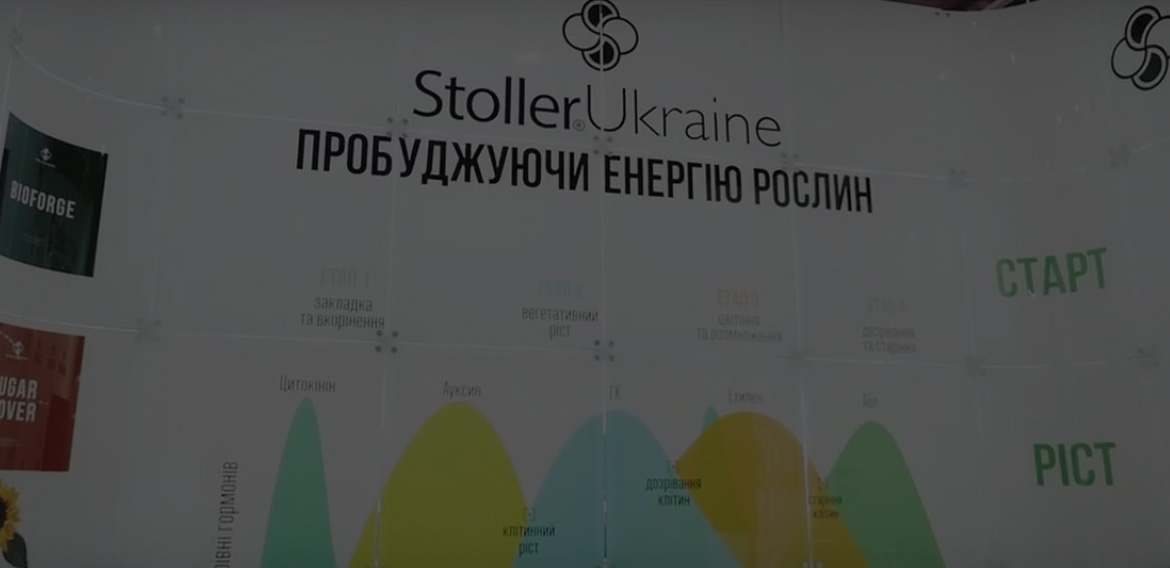 Stoller® Ukraine
ПРОБУДЖУЮЧИ ЕНЕРГІЮ РОСЛИН
BIOFORGE
СТАРТ
ЕТАП 1
закладка
та вкорінення
ЕТАП 2
вегетативний
ріст
ЕТАП 3
цвітіння
та розмноження
ЕТАП 4
дозрівання
та старіння
UGAR
OVER
Цитокінін
Ауксин
ГК
Етилен
АБК
РІСТ
(-)
клітинний
ріст
(-)
дозрівання
клітин
(-)
старіння
клітин
івні гормонів